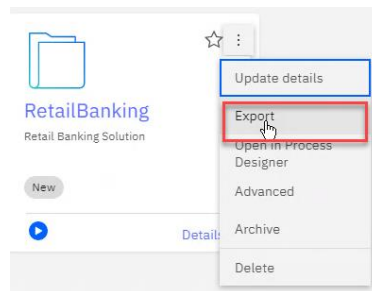 Update details
RetailBanking
Export
Retail Banking Solution
Open in Process
Designer
New
Advanced
Details
Archive
Delete